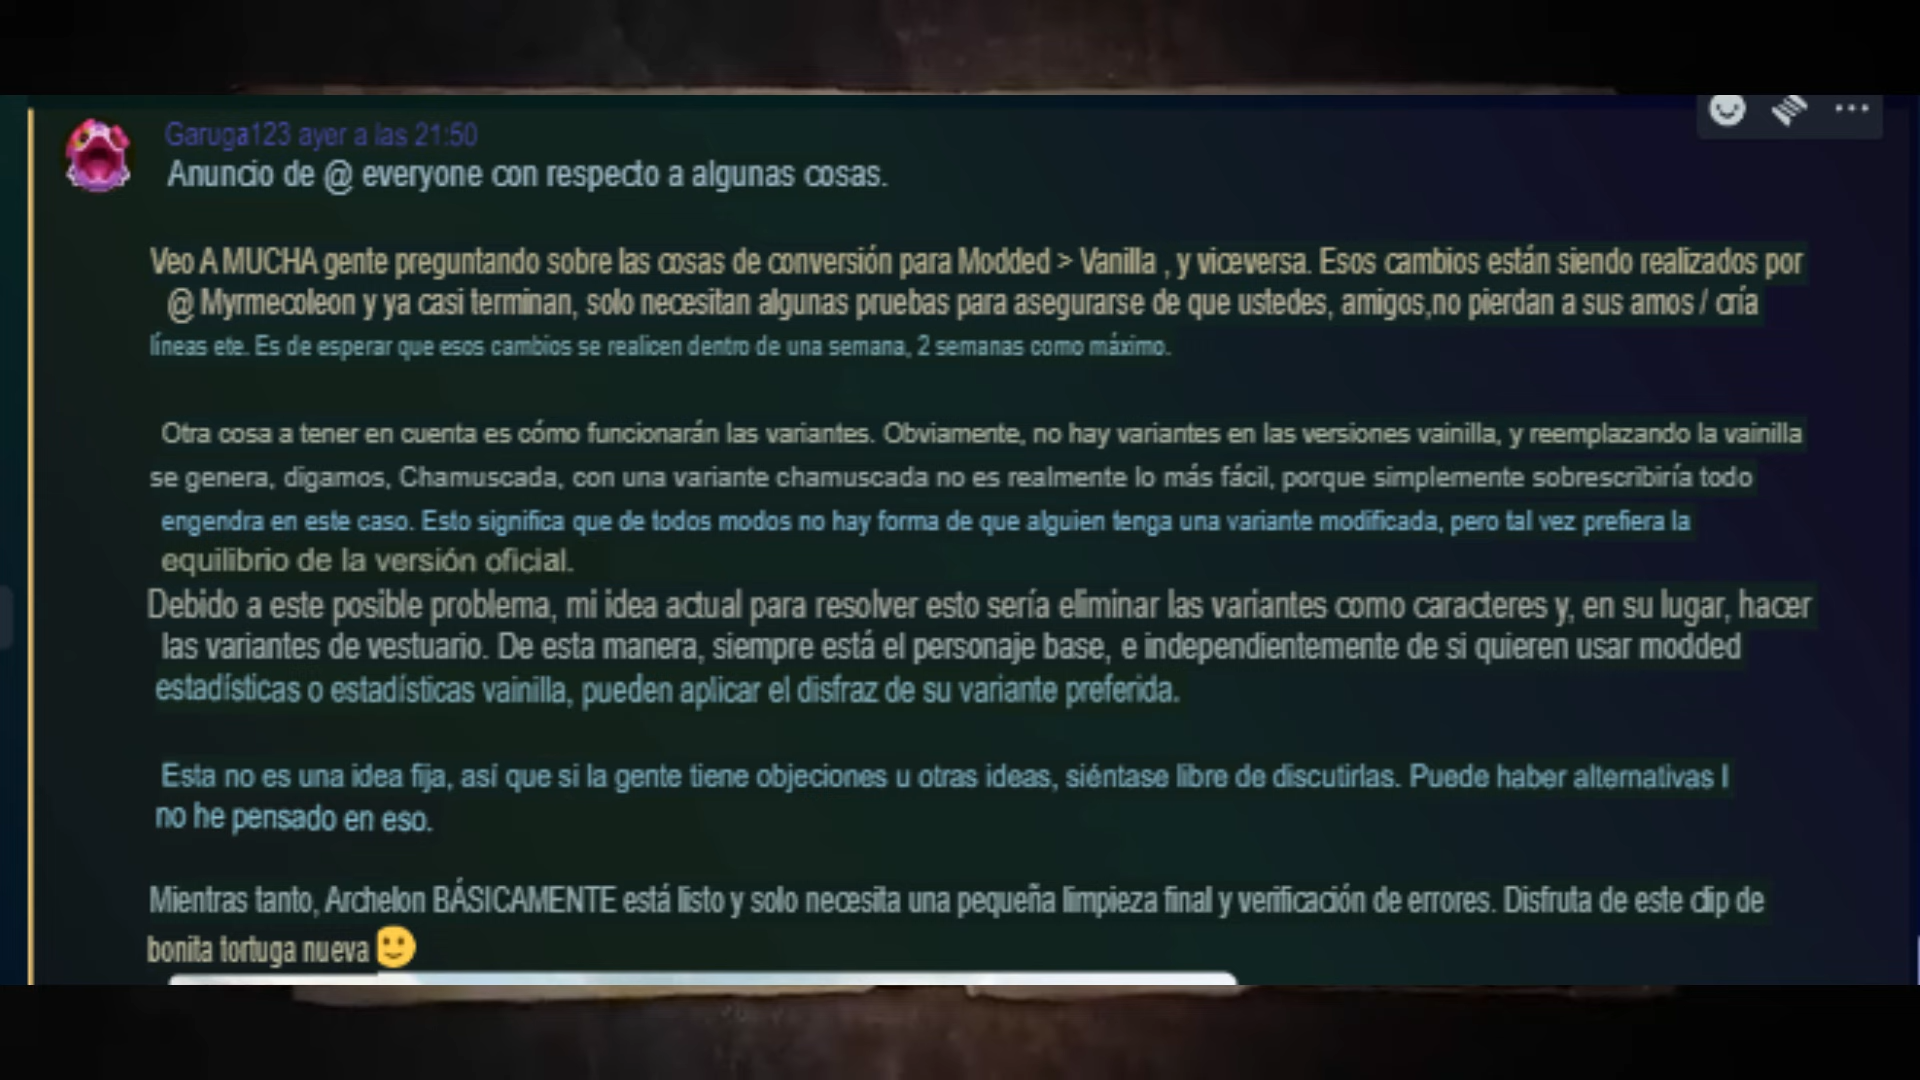 Garuga123 ayer a las 21:50
Anuncio de @ everyone con respecto a algunas cosas.
Veo A MUCHA gente preguntando sobre las cosas de conversión para Modded > Vanilla , y viceversa. Esos cambios están siendo realizados por
@ Myrmecoleon y ya casi terminan, solo necesitan algunas pruebas para asegurarse de que ustedes, amigos,no pierdan a sus amos / cría
líneas ete. Es de esperar que esos cambios se realicen dentro de una semana, 2 semanas como máximo.
Otra cosa a tener en cuenta es cómo funcionarán las variantes. Obviamente, no hay variantes en las versiones vainilla, y reemplazando la vainilla
se genera, digamos, Chamuscada, con una variante chamuscada no es realmente lo más fácil, porque simplemente sobrescribiría todo
engendra en este caso. Esto significa que de todos modos no hay forma de que alguien tenga una variante modificada, pero tal vez prefiera la
equilibrio de la versión oficial.
Debido a este posible problema, mi idea actual para resolver esto sería eliminar las variantes como caracteres y, en su lugar, hacer
las variantes de vestuario. De esta manera, siempre está el personaje base, e independientemente de si quieren usar modded
estadísticas o estadísticas vainilla, pueden aplicar el disfraz de su variante preferida.
Esta no es una idea fija, así que si la gente tiene objeciones u otras ideas, siéntase libre de discutirlas. Puede haber alternativas I
no he pensado en eso.
Mientras tanto, Archelon BÁSICAMENTE está listo y solo necesita una pequeña limpieza final y verificación de errores. Disfruta de este clip de
bonita tortuga nueva